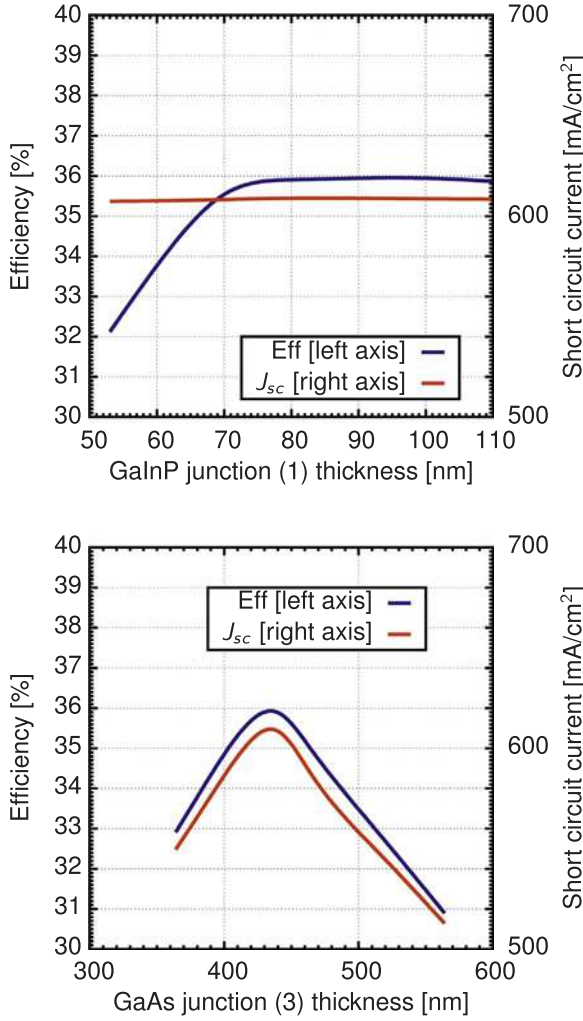 40
39
38
37
36
35
34
33
32
31
30
Efficiency [%]
700
600
500
Short circuit current [mA/cm²]
Eff [left axis]
Jsc [right axis]
50 60 70 80 90 100 110
GaInP junction (1) thickness [nm]
40
39
38
37
36
35
34
33
32
31
30
Efficiency [%]
700
600
500
Short circuit current [mA/cm²]
Eff [left axis]
Jsc [right axis]
300 400 500 600
GaAs junction (3) thickness [nm]